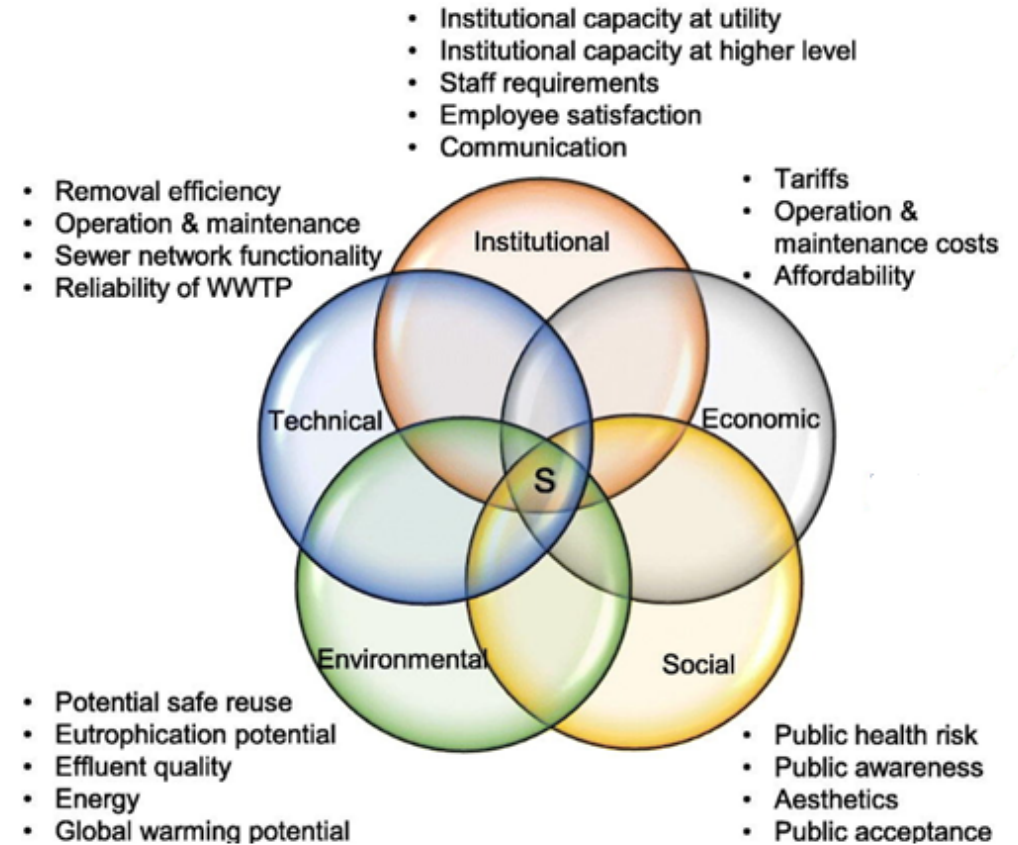 • Institutional capacity at utility
• Institutional capacity at higher level
• Staff requirements
• Employee satisfaction
• Communication
• Removal efficiency
• Operation & maintenance
• Sewer network functionality
• Reliability of WWTP
• Tariffs
• Operation &
maintenance costs
• Affordability
Institutional
Technical
Economic
S
Environmental
Social
• Potential safe reuse
• Eutrophication potential
• Effluent quality
• Energy
• Global warming potential
• Public health risk
• Public awareness
• Aesthetics
• Public acceptance